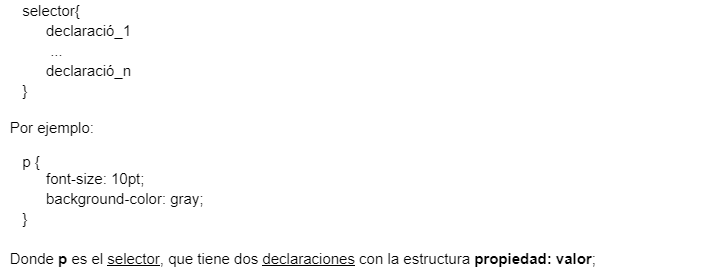 selector{
declaració_1
...
declaració_n
}
Por ejemplo:
p {
font-size: 10pt;
background-color: gray;
}
Donde p es el selector, que tiene dos declaraciones con la estructura propiedad: valor;